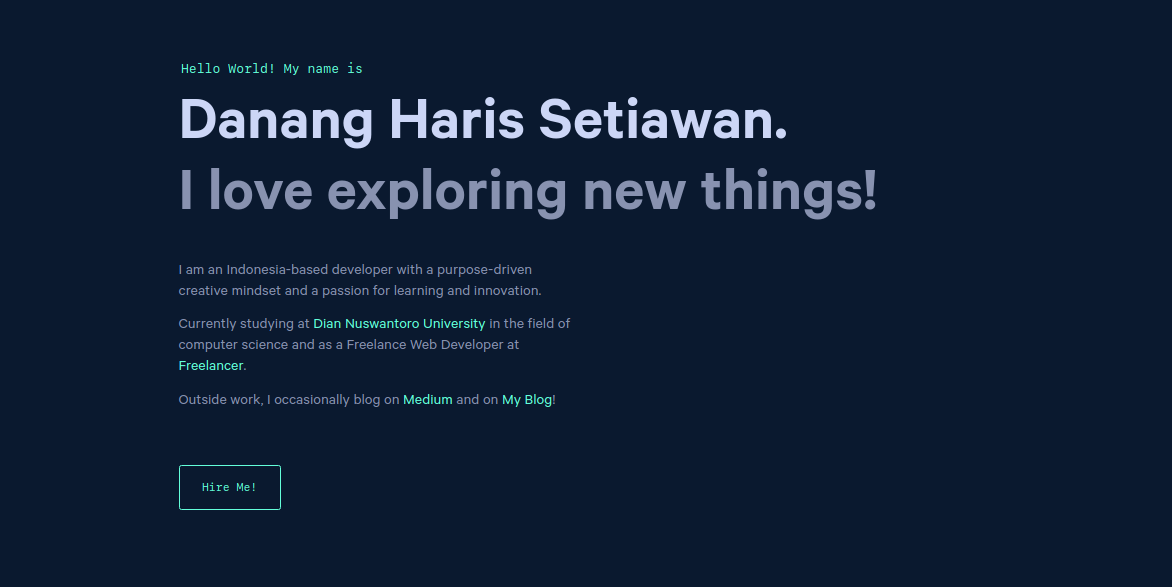 Hello World! My name is
Danang Haris Setiawan.
I love exploring new things!
I am an Indonesia-based developer with a purpose-driven
creative mindset and a passion for learning and innovation.
Currently studying at Dian Nuswantoro University in the field of
computer science and as a Freelance Web Developer at
Freelancer.
Outside work, I occasionally blog on Medium and on My Blog!
Hire Me!